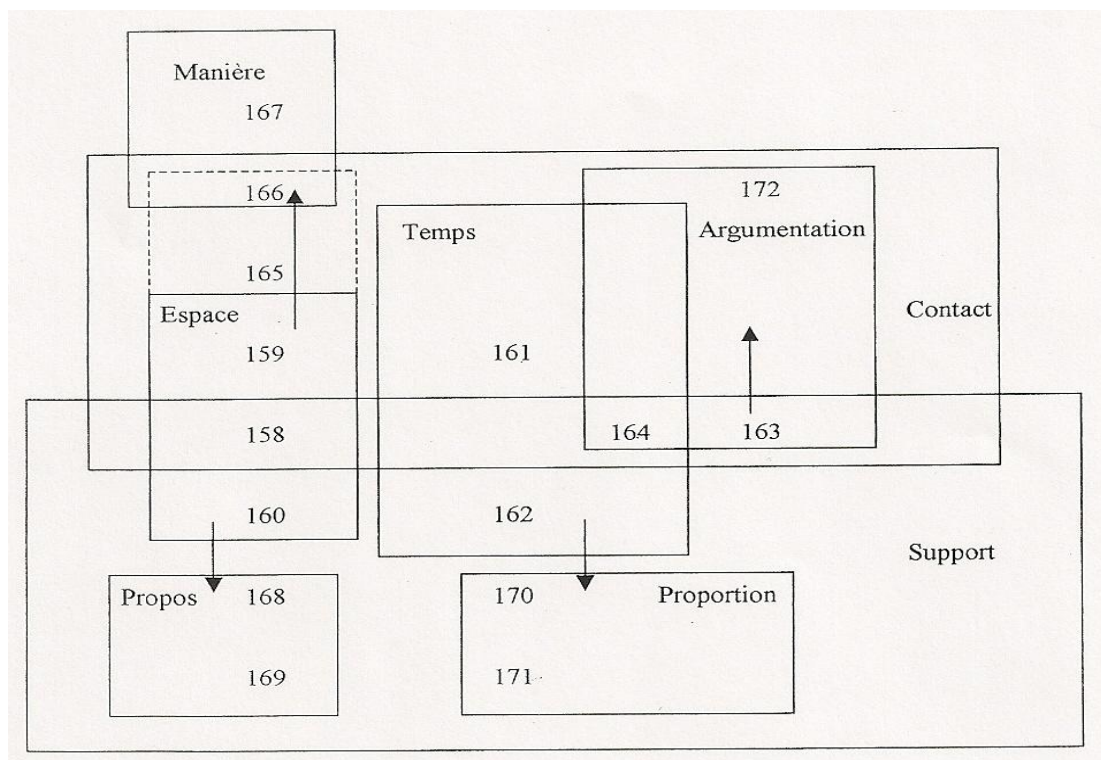 Manière
167
166
172
Temps
Argumentation
165
Espace
Contact
159
161
158
164
163
160
162
Support
Propos
168
170
Proportion
169
171